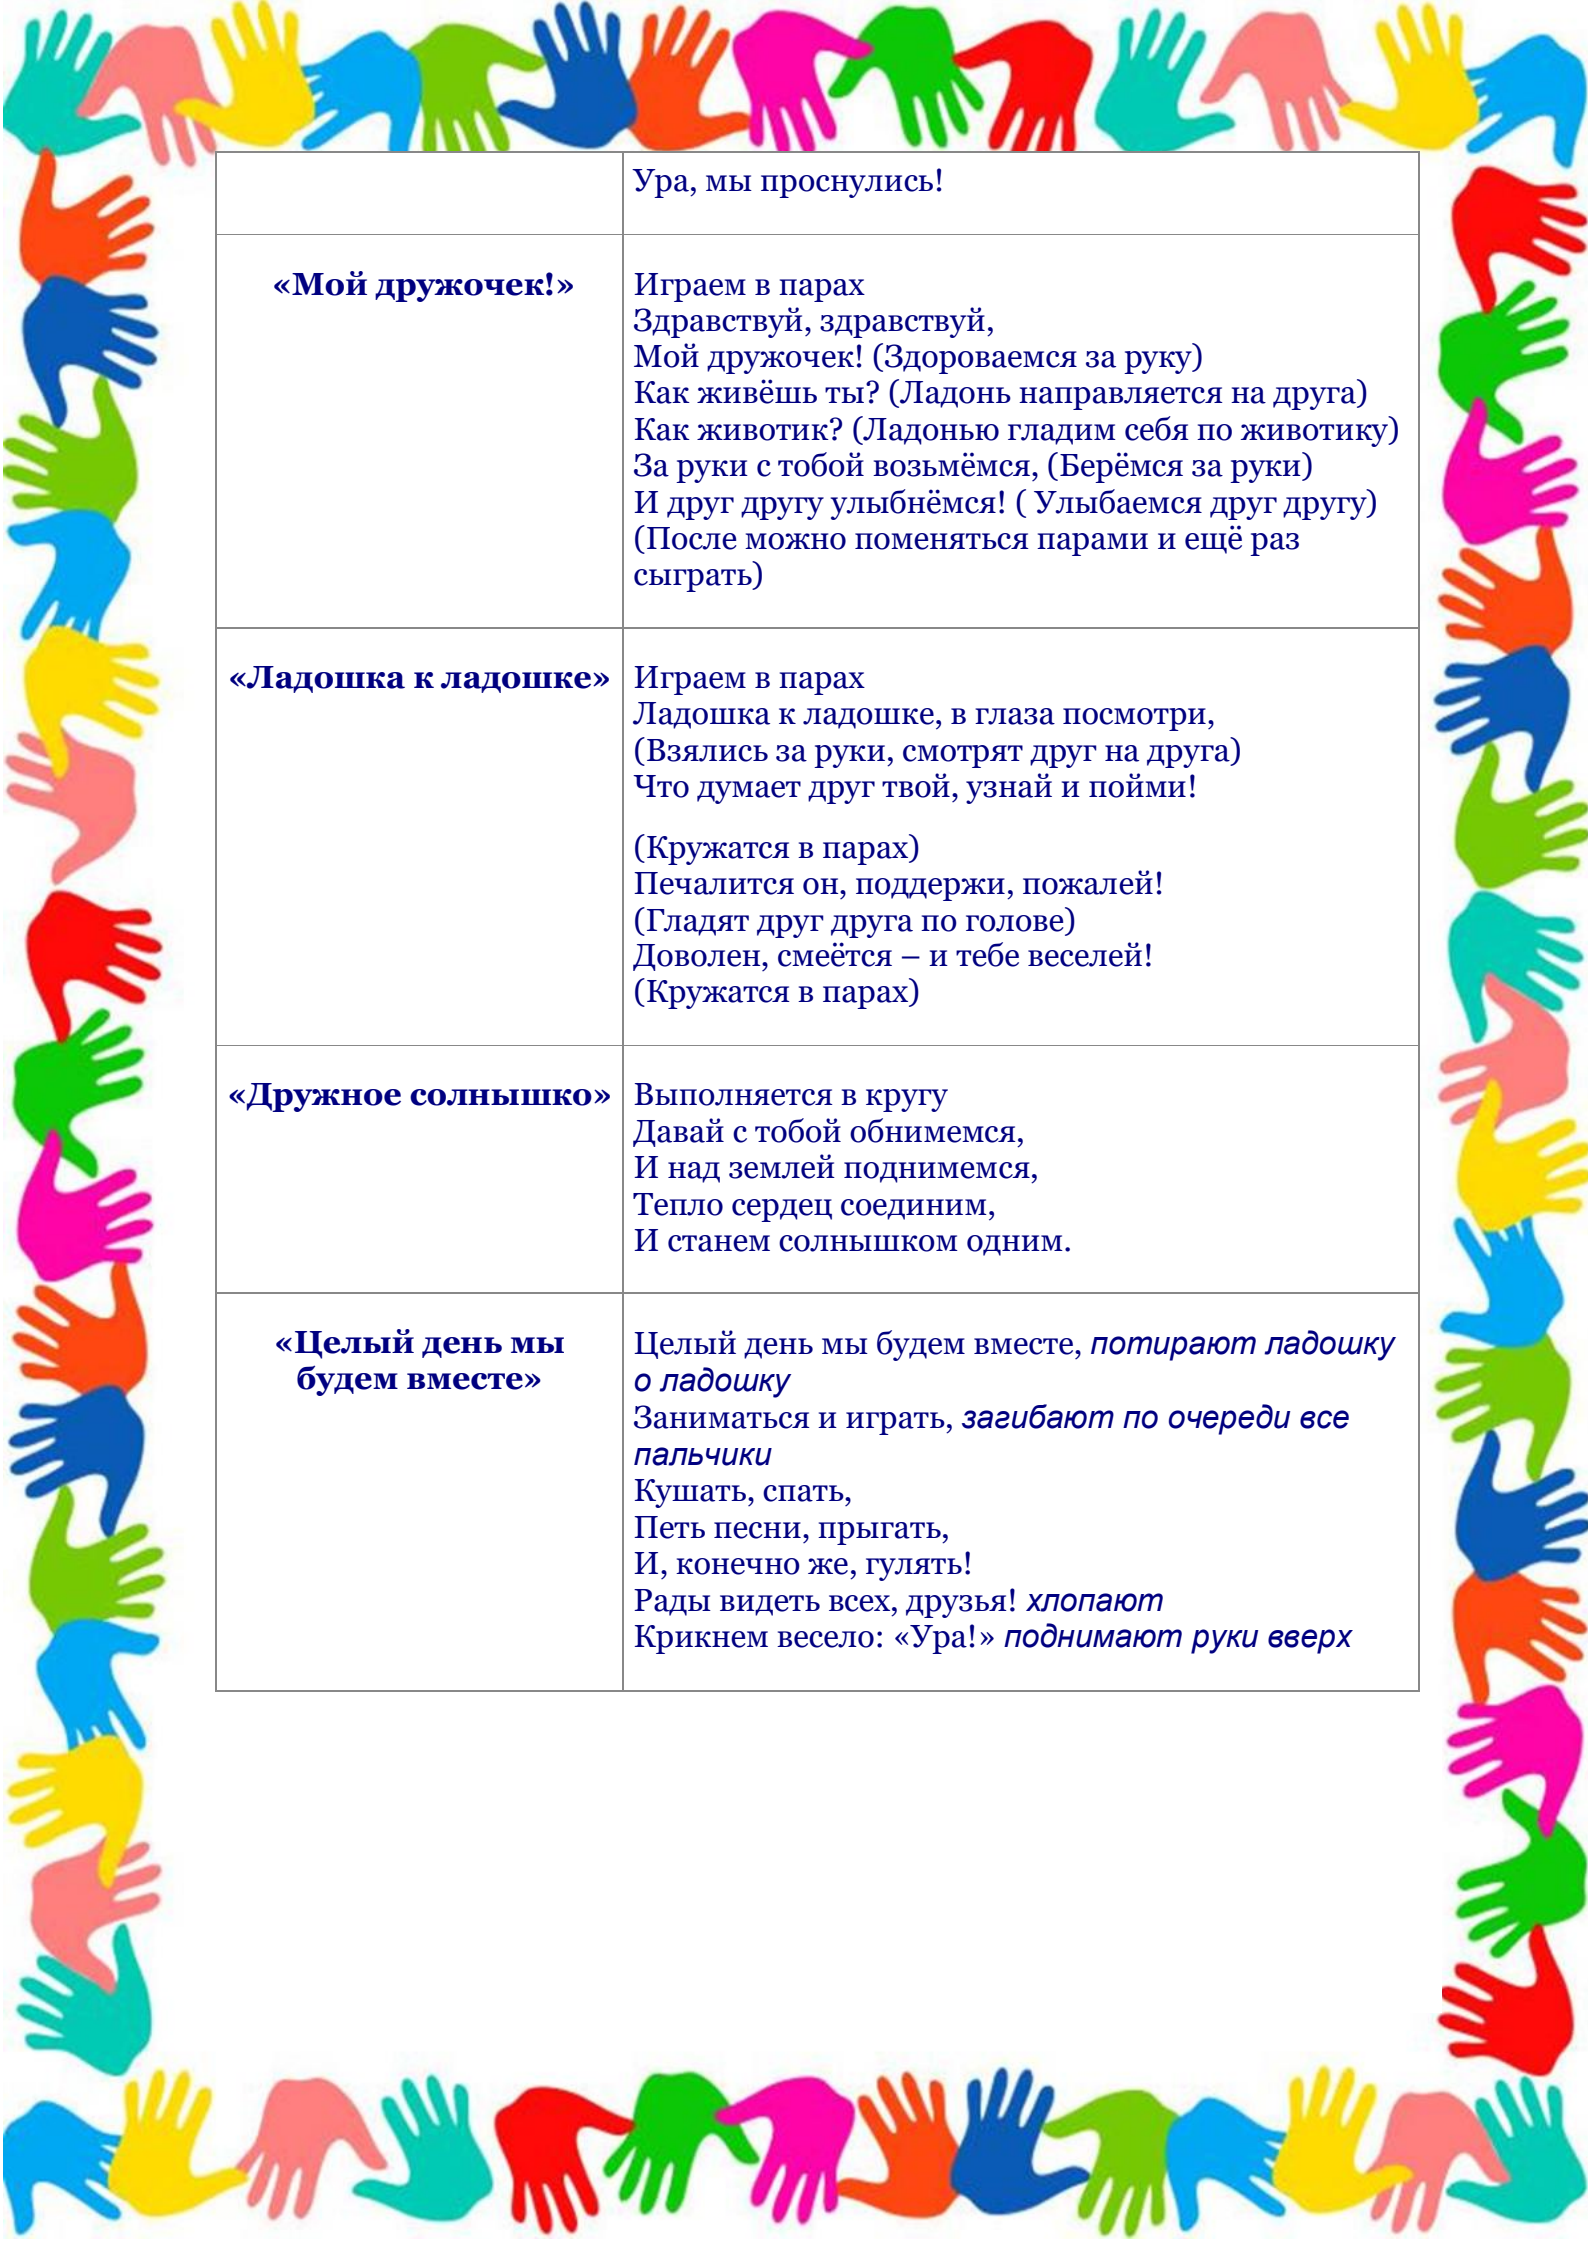 Ура, мы проснулись!
«Мой дружочек!»
Играем в парах
Здравствуй, здравствуй,
Мой дружочек! (Здороваемся за руку)
Как живёшь ты? (Ладонь направляется на друга)
Как животик? (Ладонью гладим себя по животику)
За руки с тобой возьмёмся, (Берёмся за руки)
И друг другу улыбнёмся! ( Улыбаемся друг другу)
(После можно поменяться парами и ещё раз
сыграть)
«Ладошка к ладошке»
Играем в парах
Ладошка к ладошке, в глаза посмотри,
(Взялись за руки, смотрят друг на друга)
Что думает друг твой, узнай и пойми!
(Кружатся в парах)
Печалится он, поддержи, пожалей!
(Гладят друг друга по голове)
Доволен, смеётся – и тебе веселей!
(Кружатся в парах)
«Дружное солнышко»
Выполняется в кругу
Давай с тобой обнимемся,
И над землей поднимемся,
Тепло сердец соединим,
И станем солнышком одним.
«Целый день мы
будем вместе»
Целый день мы будем вместе, потирают ладошку
о ладошку
Заниматься и играть, загибают по очереди все
пальчики
Кушать, спать,
Петь песни, прыгать,
И, конечно же, гулять!
Рады видеть всех, друзья! хлопают
Крикнем весело: «Ура!» поднимают руки вверх